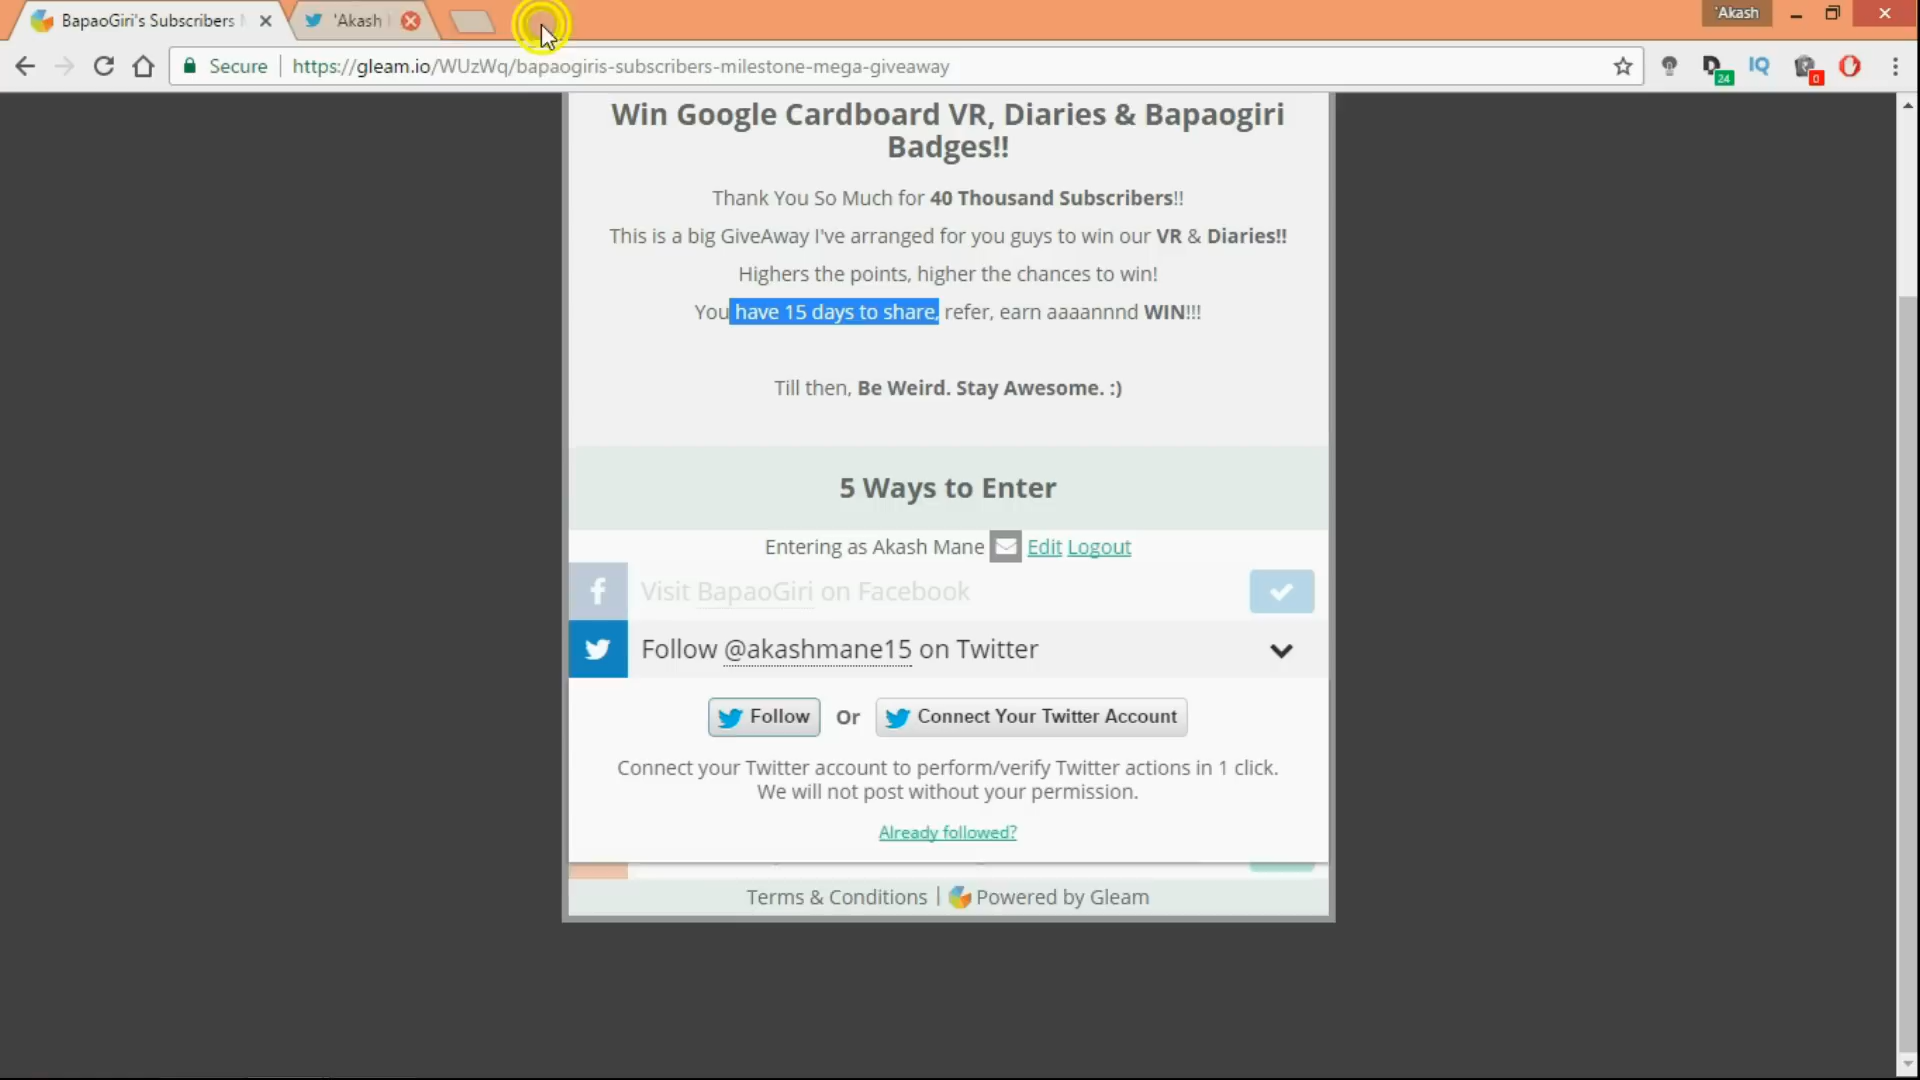 BapaoGiri's Subscribers
'Akash
'Akash
Secure
https://gleam.io/WUzWq/bapaogiris-subscribers-milestone-mega-giveaway
24
IQ
0
Win Google Cardboard VR, Diaries & Bapaogiri
Badges!!
Thank You So Much for 40 Thousand Subscribers!!
This is a big GiveAway I've arranged for you guys to win our VR & Diaries!!
Highers the points, higher the chances to win!
You have 15 days to share, refer, earn aaaannnd WIN!!!
Till then, Be Weird. Stay Awesome. :)
5 Ways to Enter
Entering as Akash Mane Edit Logout
Visit BapaoGiri on Facebook
Follow @akashmane15 on Twitter
Follow Or Connect Your Twitter Account
Connect your Twitter account to perform/verify Twitter actions in 1 click.
We will not post without your permission.
Already followed?
Terms & Conditions | Powered by Gleam